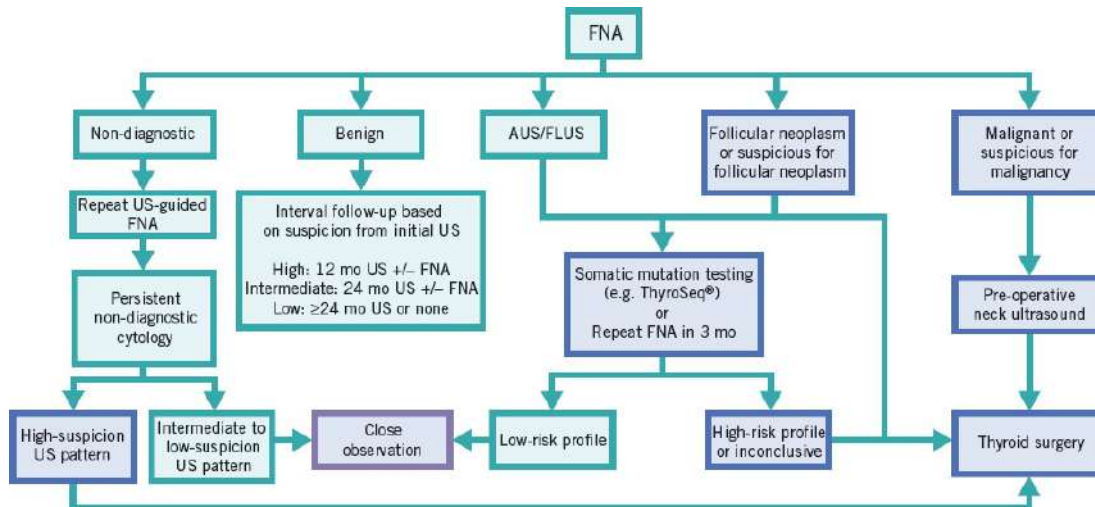 FNA
Non-diagnostic
Benign
AUS/FLUS
Follicular neoplasm
or suspicious for
follicular neoplasm
Malignant or
suspicious for
malignancy
Repeat US-guided
FNA
Interval follow-up based
on suspicion from initial US
High: 12 mo US +/– FNA
Intermediate: 24 mo US +/– FNA
Low: ≥24 mo US or none
Somatic mutation testing
(e.g. ThyroSeq®)
or
Repeat FNA in 3 mo
Pre-operative
neck ultrasound
Persistent
non-diagnostic
cytology
High-suspicion
US pattern
Intermediate to
low-suspicion
US pattern
Close
observation
Low-risk profile
High-risk profile
or inconclusive
Thyroid surgery